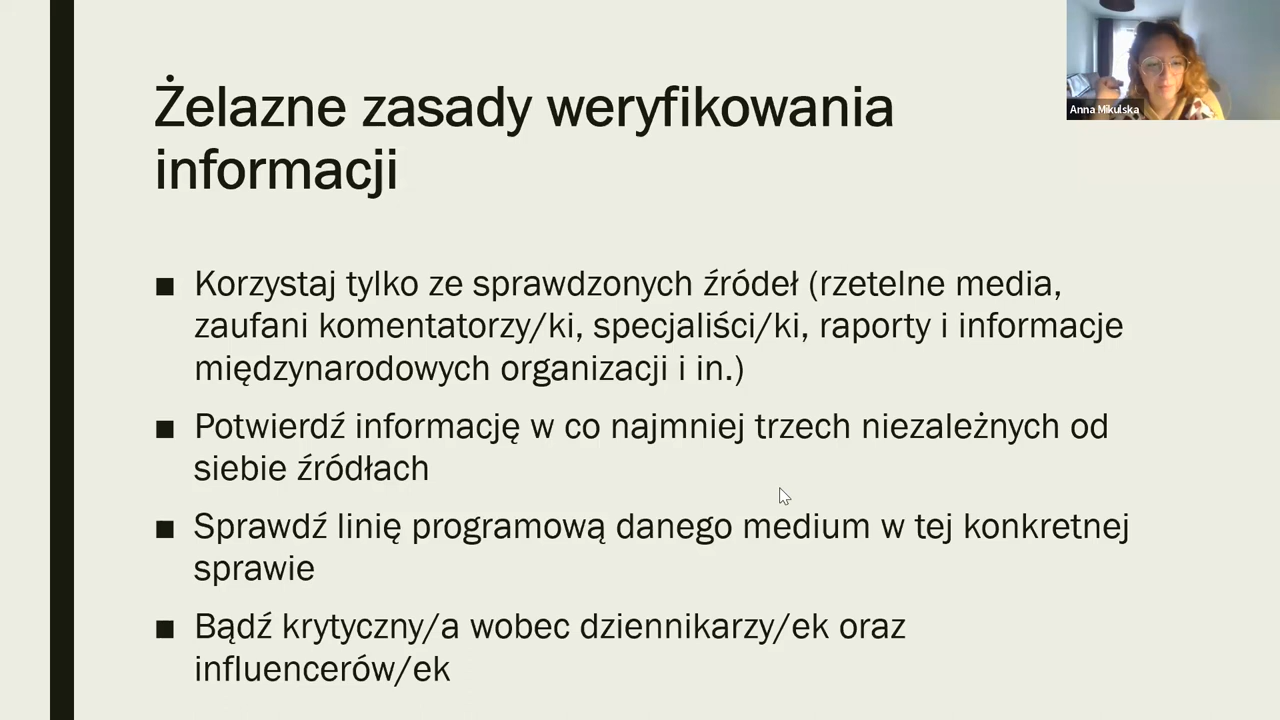 Żelazne zasady weryfikowania
informacji
Anna Mikulska
■ Korzystaj tylko ze sprawdzonych źródeł (rzetelne media,
zaufani komentatorzy/ki, specjaliści/ki, raporty i informacje
międzynarodowych organizacji i in.)
■ Potwierdź informację w co najmniej trzech niezależnych od
siebie źródłach
■ Sprawdź linię programową danego medium w tej konkretnej
sprawie
■ Bądź krytyczny/a wobec dziennikarzy/ek oraz
influencerów/ek